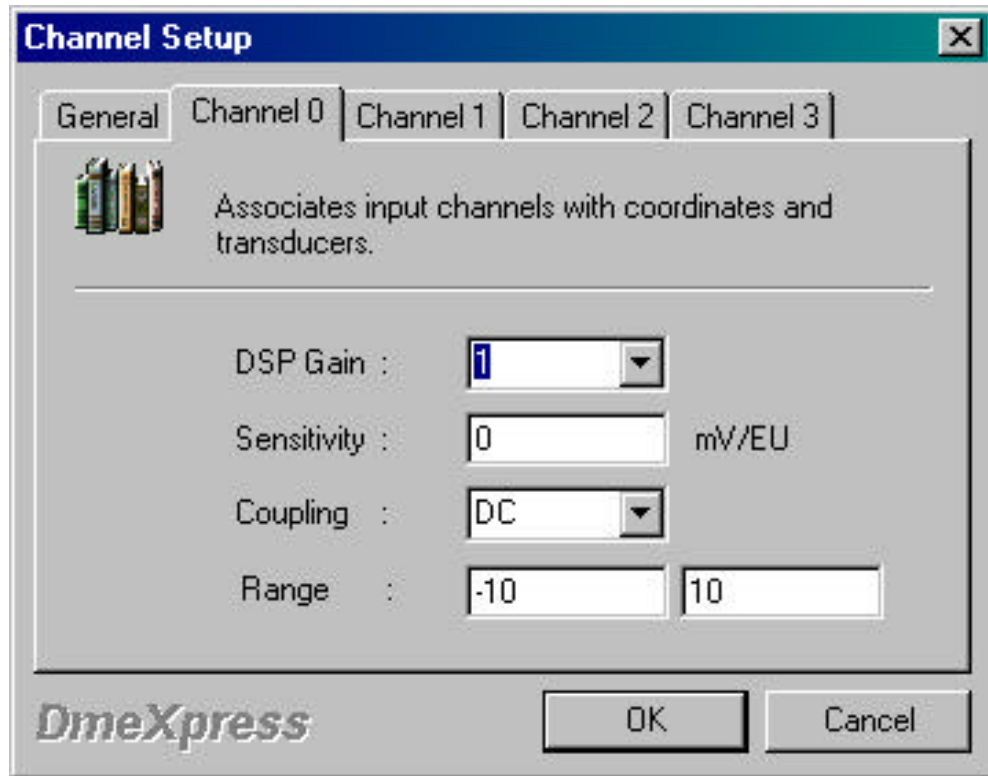 Channel Setup
General Channel 0 Channel 1 Channel 2 Channel 3
Associates input channels with coordinates and
transducers.
DSP Gain : 1
Sensitivity : 0 mV/EU
Coupling : DC
Range : -10 10
DmeXpress OK Cancel